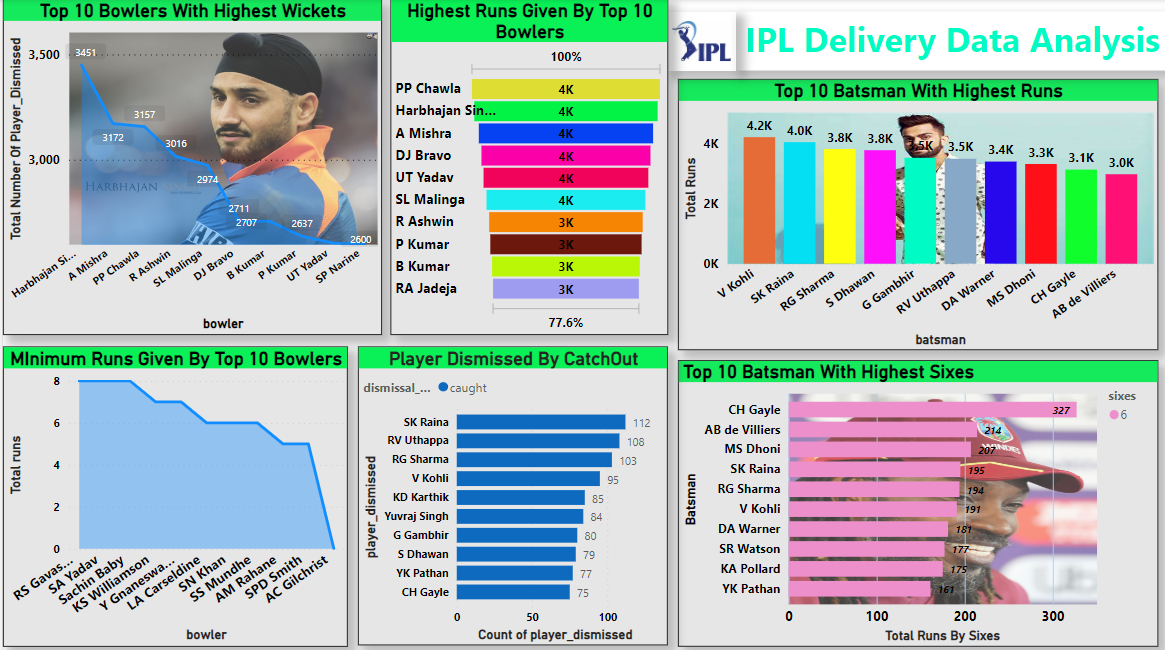 Top 10 Bowlers With Highest Wickets
Total Number Of Player_Dismissed
3,500
3,000
3451
3172
3157
3016
2974
2711
2707
2637
2600
HARBHAJAN
Harbhajan Si...
A Mishra
PP Chawla
R Ashwin
SL Malinga
DJ Bravo
B Kumar
P Kumar
UT Yadav
SP Narine
bowler
Highest Runs Given By Top 10
Bowlers
100%
PP Chawla 4K
Harbhajan Sin... 4K
A Mishra 4K
DJ Bravo 4K
UT Yadav 4K
SL Malinga 4K
R Ashwin 3K
P Kumar 3K
B Kumar 3K
RA Jadeja 3K
77.6%
IPL
IPL Delivery Data Analysis
Top 10 Batsman With Highest Runs
Total Runs
4K
2K
0K
4.2K
4.0K
3.8K
3.8K
3.5K
3.5K
3.4K
3.3K
3.1K
3.0K
V Kohli
SK Raina
RG Sharma
S Dhawan
G Gambhir
RV Uthappa
DA Warner
MS Dhoni
CH Gayle
AB de Villiers
batsman
MInimum Runs Given By Top 10 Bowlers
Total runs
8
6
4
2
0
RS Gavas...
SA Yadav
Sachin Baby
KS Williamson
Y Gnaneswa...
LA Carseldine
SN Khan
SS Mundhe
AM Rahane
SPD Smith
AC Gilchrist
bowler
Player Dismissed By CatchOut
dismissal_... caught
player_dismissed
SK Raina 112
RV Uthappa 108
RG Sharma 103
V Kohli 95
KD Karthik 85
Yuvraj Singh 84
G Gambhir 80
S Dhawan 79
YK Pathan 77
CH Gayle 75
0 50 100
Count of player_dismissed
Top 10 Batsman With Highest Sixes
sixes
6
Batsman
CH Gayle 327
AB de Villiers 214
MS Dhoni 207
SK Raina 195
RG Sharma 194
V Kohli 191
DA Warner 181
SR Watson 177
KA Pollard 175
YK Pathan 161
0 100 200 300
Total Runs By Sixes